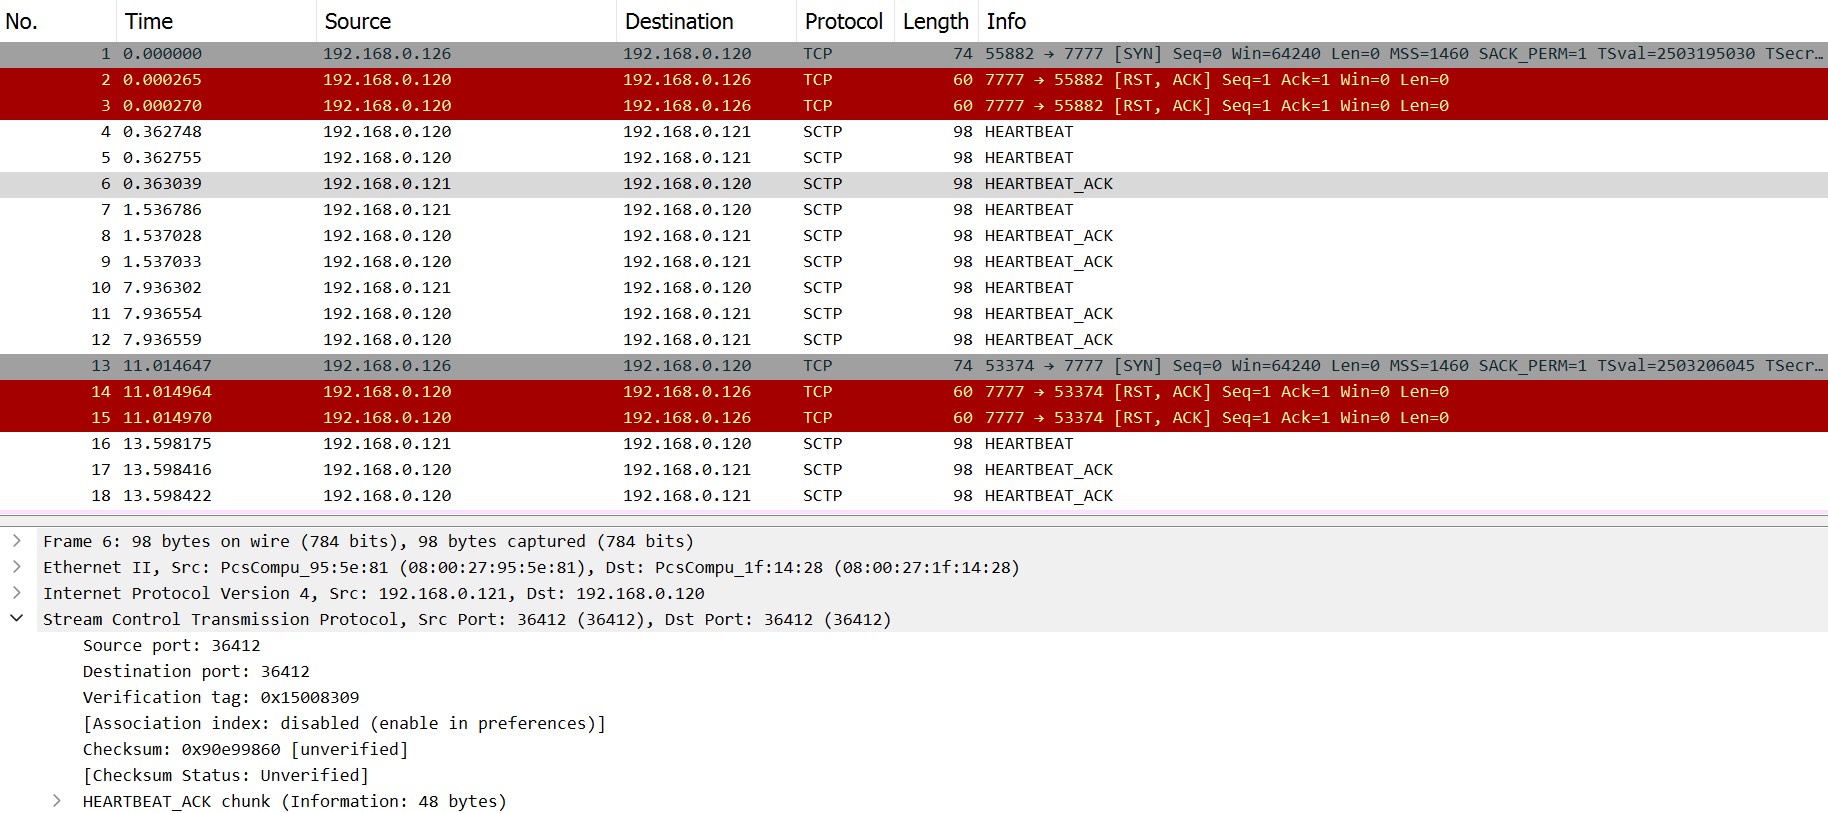 No. Time Source Destination Protocol Length Info
1 0.000000 192.168.0.126 192.168.0.120 TCP 74 55882 → 7777 [SYN] Seq=0 Win=64240 Len=0 MSS=1460 SACK_PERM=1 TSval=2503195030 TSecr…
2 0.000265 192.168.0.120 192.168.0.126 TCP 60 7777 → 55882 [RST, ACK] Seq=1 Ack=1 Win=0 Len=0
3 0.000270 192.168.0.120 192.168.0.126 TCP 60 7777 → 55882 [RST, ACK] Seq=1 Ack=1 Win=0 Len=0
4 0.362748 192.168.0.120 192.168.0.121 SCTP 98 HEARTBEAT
5 0.362755 192.168.0.120 192.168.0.121 SCTP 98 HEARTBEAT
6 0.363039 192.168.0.121 192.168.0.120 SCTP 98 HEARTBEAT_ACK
7 1.536786 192.168.0.121 192.168.0.120 SCTP 98 HEARTBEAT
8 1.537028 192.168.0.120 192.168.0.121 SCTP 98 HEARTBEAT_ACK
9 1.537033 192.168.0.120 192.168.0.121 SCTP 98 HEARTBEAT_ACK
10 7.936302 192.168.0.121 192.168.0.120 SCTP 98 HEARTBEAT
11 7.936554 192.168.0.120 192.168.0.121 SCTP 98 HEARTBEAT_ACK
12 7.936559 192.168.0.120 192.168.0.121 SCTP 98 HEARTBEAT_ACK
13 11.014647 192.168.0.126 192.168.0.120 TCP 74 53374 → 7777 [SYN] Seq=0 Win=64240 Len=0 MSS=1460 SACK_PERM=1 TSval=2503206045 TSecr…
14 11.014964 192.168.0.120 192.168.0.126 TCP 60 7777 → 53374 [RST, ACK] Seq=1 Ack=1 Win=0 Len=0
15 11.014970 192.168.0.120 192.168.0.126 TCP 60 7777 → 53374 [RST, ACK] Seq=1 Ack=1 Win=0 Len=0
16 13.598175 192.168.0.121 192.168.0.120 SCTP 98 HEARTBEAT
17 13.598416 192.168.0.120 192.168.0.121 SCTP 98 HEARTBEAT_ACK
18 13.598422 192.168.0.120 192.168.0.121 SCTP 98 HEARTBEAT_ACK
Frame 6: 98 bytes on wire (784 bits), 98 bytes captured (784 bits)
Ethernet II, Src: PcsCompu_95:5e:81 (08:00:27:95:5e:81), Dst: PcsCompu_1f:14:28 (08:00:27:1f:14:28)
Internet Protocol Version 4, Src: 192.168.0.121, Dst: 192.168.0.120
Stream Control Transmission Protocol, Src Port: 36412 (36412), Dst Port: 36412 (36412)
Source port: 36412
Destination port: 36412
Verification tag: 0x15008309
[Association index: disabled (enable in preferences)]
Checksum: 0x90e99860 [unverified]
[Checksum Status: Unverified]
HEARTBEAT_ACK chunk (Information: 48 bytes)